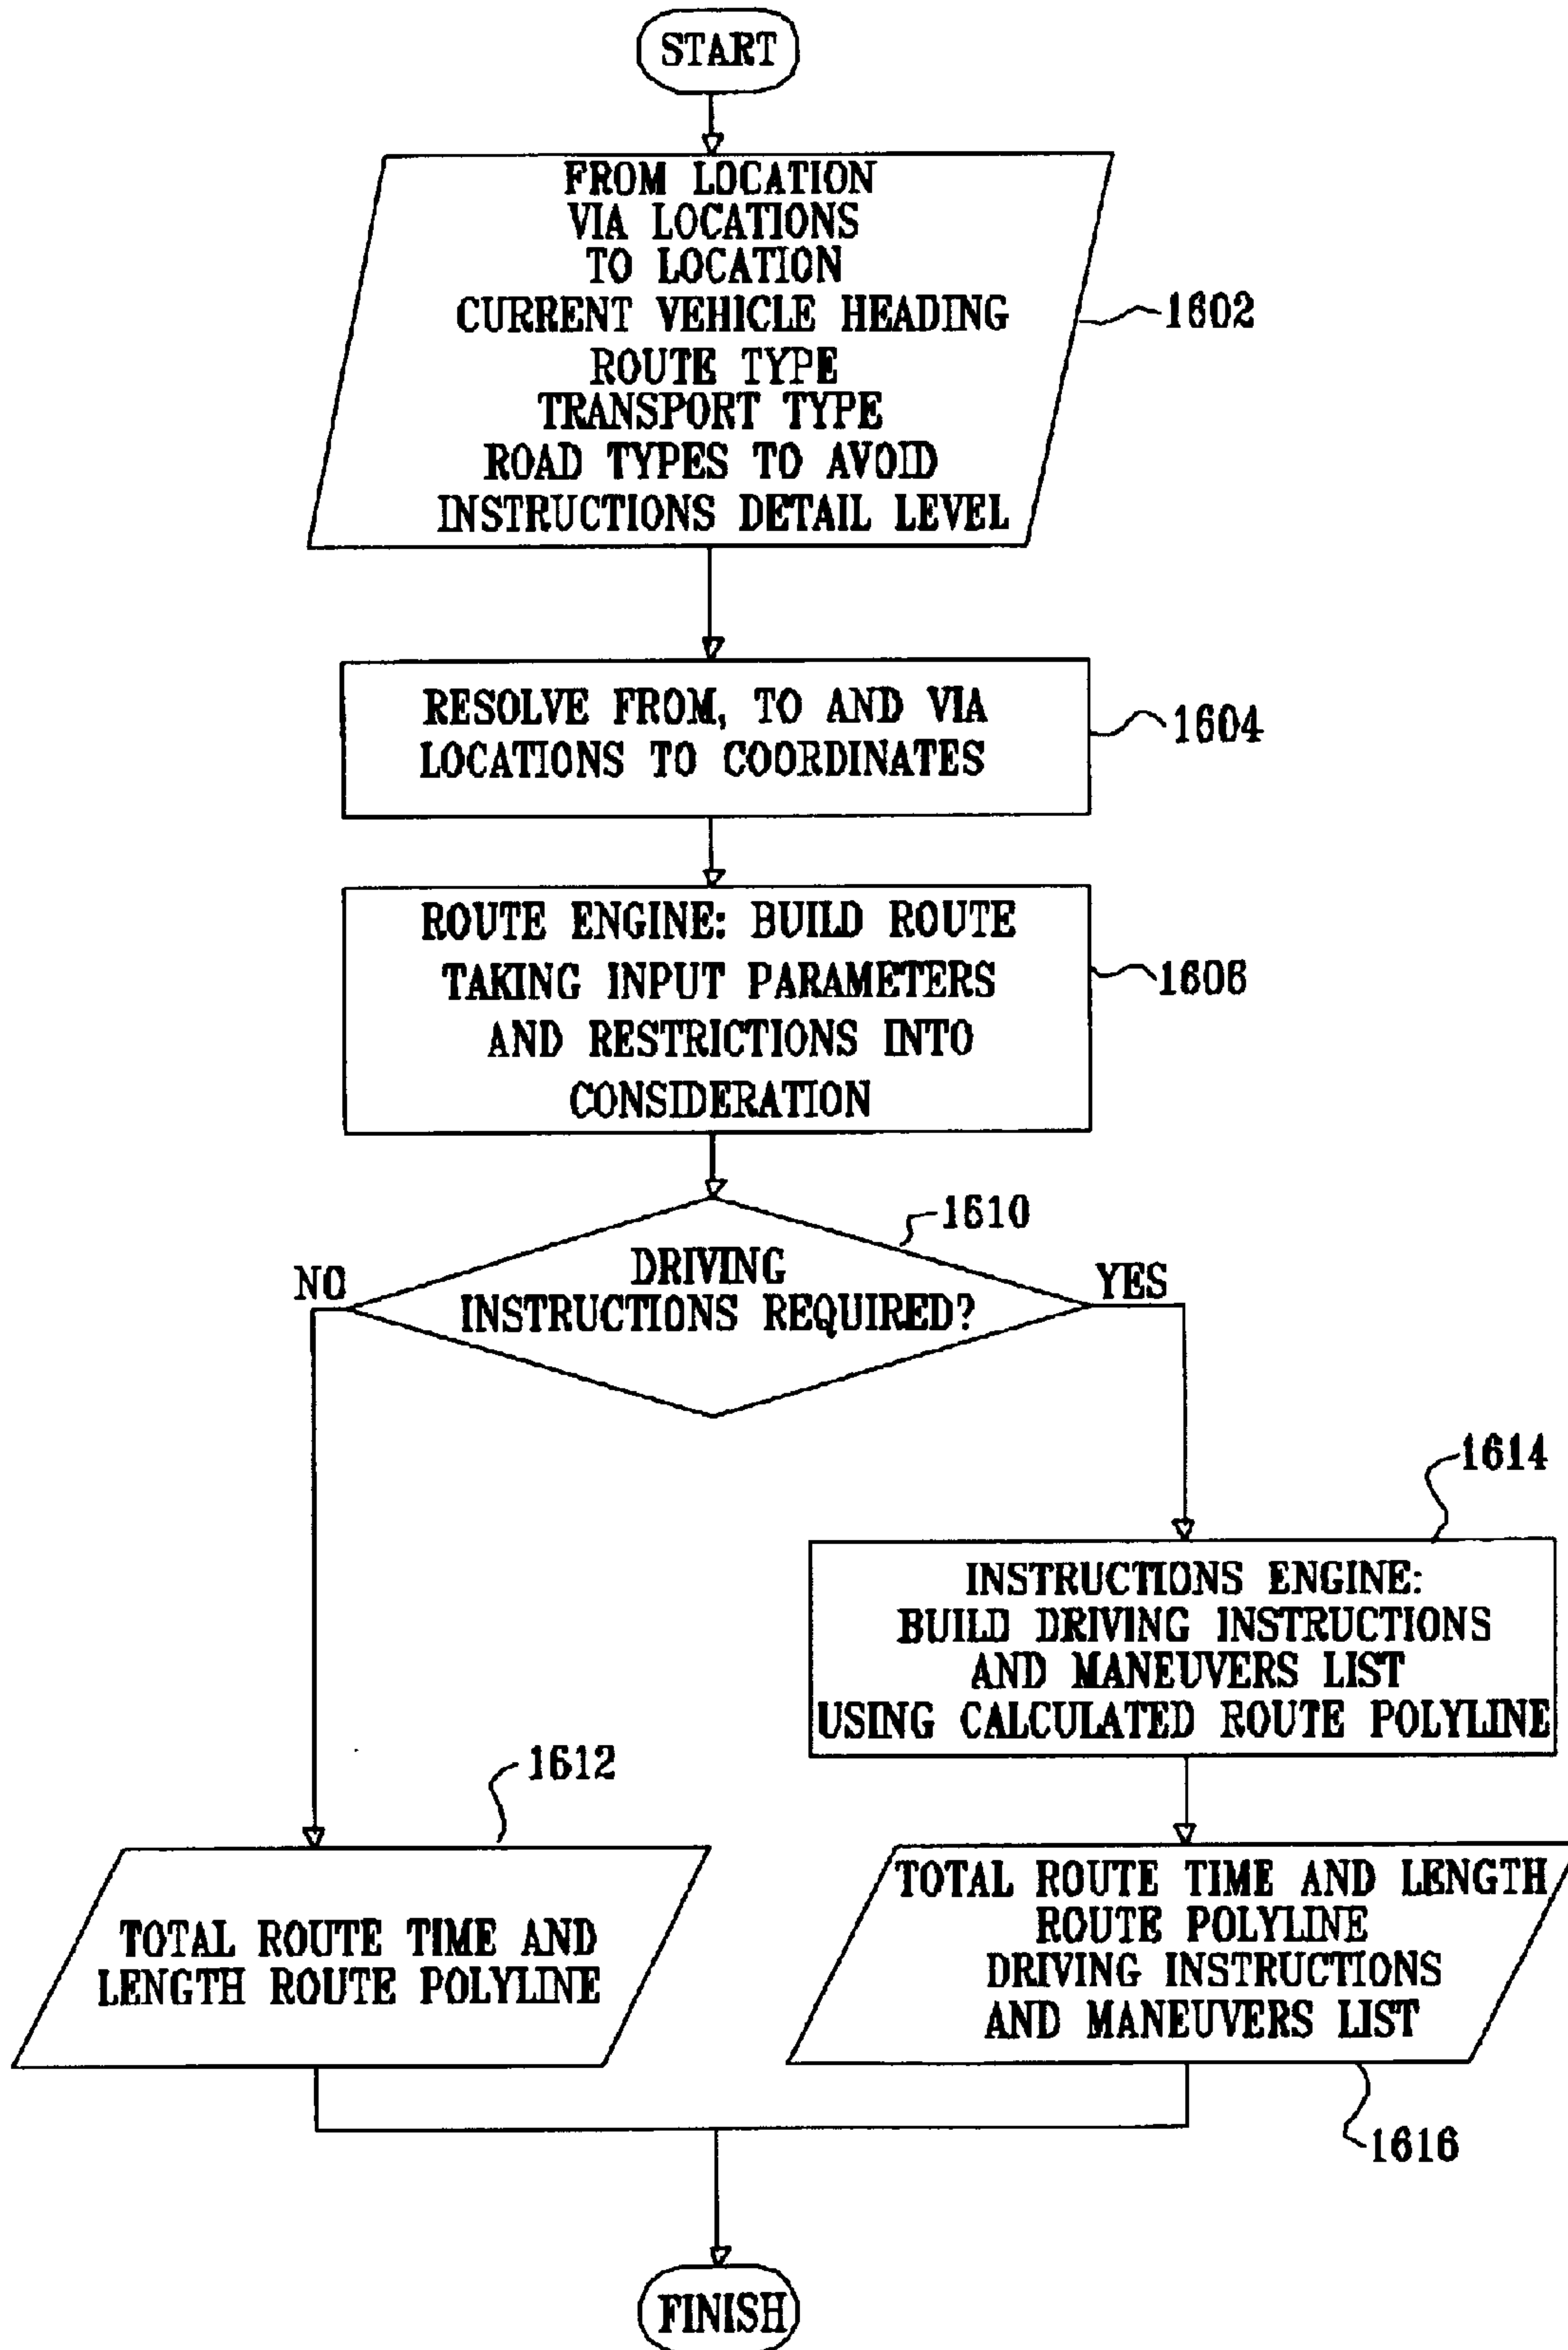 START
FROM LOCATION
VIA LOCATIONS
TO LOCATION
CURRENT VEHICLE HEADING
ROUTE TYPE
TRANSPORT TYPE
ROAD TYPES TO AVOID
INSTRUCTIONS DETAIL LEVEL
1602
RESOLVE FROM, TO AND VIA
LOCATIONS TO COORDINATES
1604
ROUTE ENGINE: BUILD ROUTE
TAKING INPUT PARAMETERS
AND RESTRICTIONS INTO
CONSIDERATION
1606
1610
DRIVING
INSTRUCTIONS REQUIRED?
NO
YES
1614
INSTRUCTIONS ENGINE:
BUILD DRIVING INSTRUCTIONS
AND MANEUVERS LIST
USING CALCULATED ROUTE POLYLINE
1612
TOTAL ROUTE TIME AND
LENGTH ROUTE POLYLINE
TOTAL ROUTE TIME AND LENGTH
ROUTE POLYLINE
DRIVING INSTRUCTIONS
AND MANEUVERS LIST
1616
FINISH